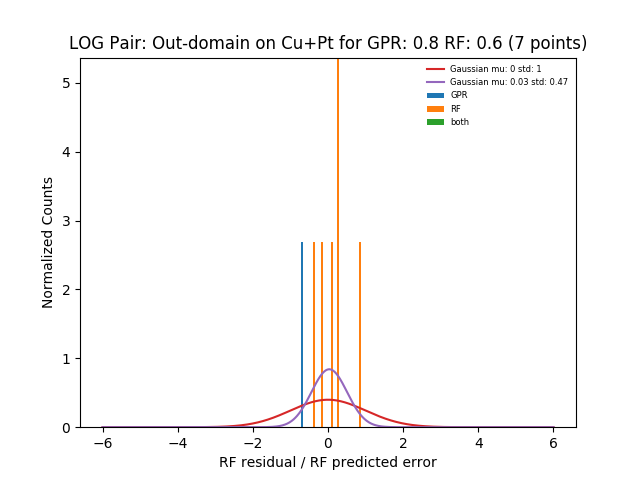 LOG Pair: Out-domain on Cu+Pt for GPR: 0.8 RF: 0.6 (7 points)
Gaussian mu: 0 std: 1
Gaussian mu: 0.03 std: 0.47
GPR
RF
both
Normalized Counts
5
4
3
2
1
0
−6 −4 −2 0 2 4 6
RF residual / RF predicted error